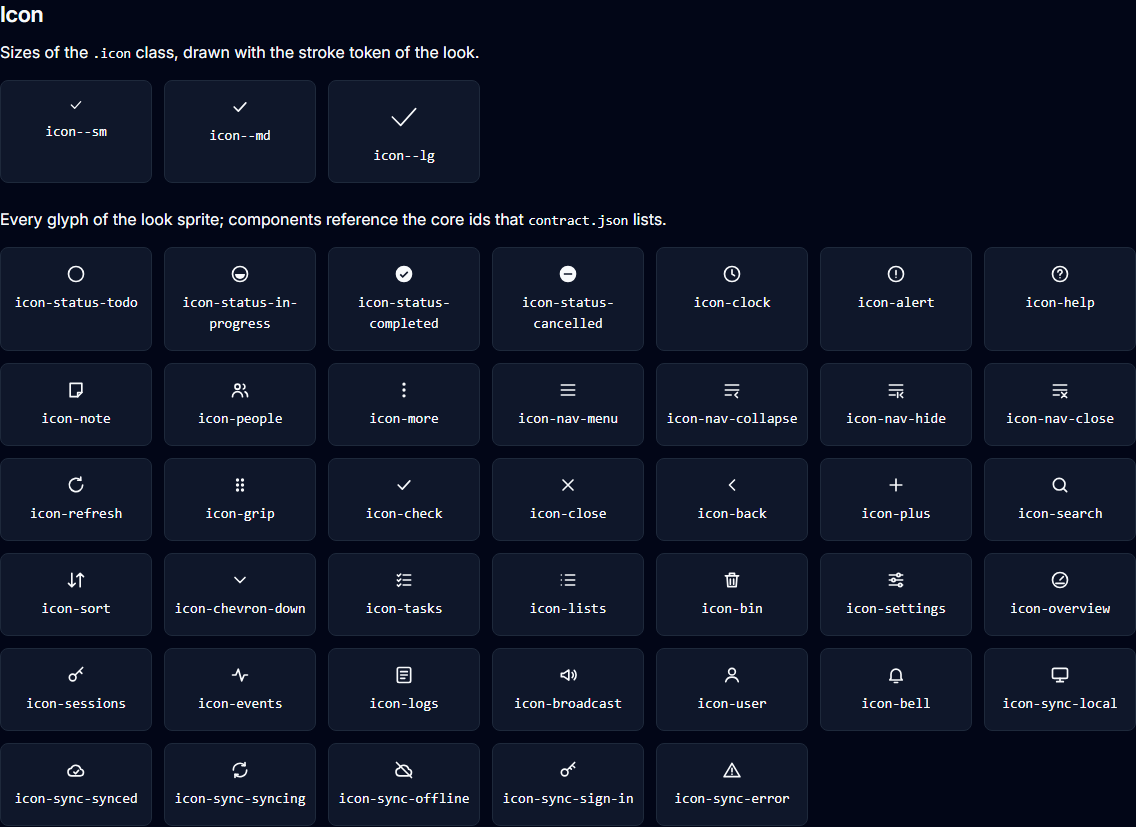 Icon
Sizes of the .icon class, drawn with the stroke token of the look.
icon--sm
icon--md
icon--lg
Every glyph of the look sprite; components reference the core ids that contract.json lists.
icon-status-todo
icon-status-in-
progress
icon-status-
completed
icon-status-
cancelled
icon-clock
icon-alert
icon-help
icon-note
icon-people
icon-more
icon-nav-menu
icon-nav-collapse
icon-nav-hide
icon-nav-close
icon-refresh
icon-grip
icon-check
icon-close
icon-back
icon-plus
icon-search
icon-sort
icon-chevron-down
icon-tasks
icon-lists
icon-bin
icon-settings
icon-overview
icon-sessions
icon-events
icon-logs
icon-broadcast
icon-user
icon-bell
icon-sync-local
icon-sync-synced
icon-sync-syncing
icon-sync-offline
icon-sync-sign-in
icon-sync-error